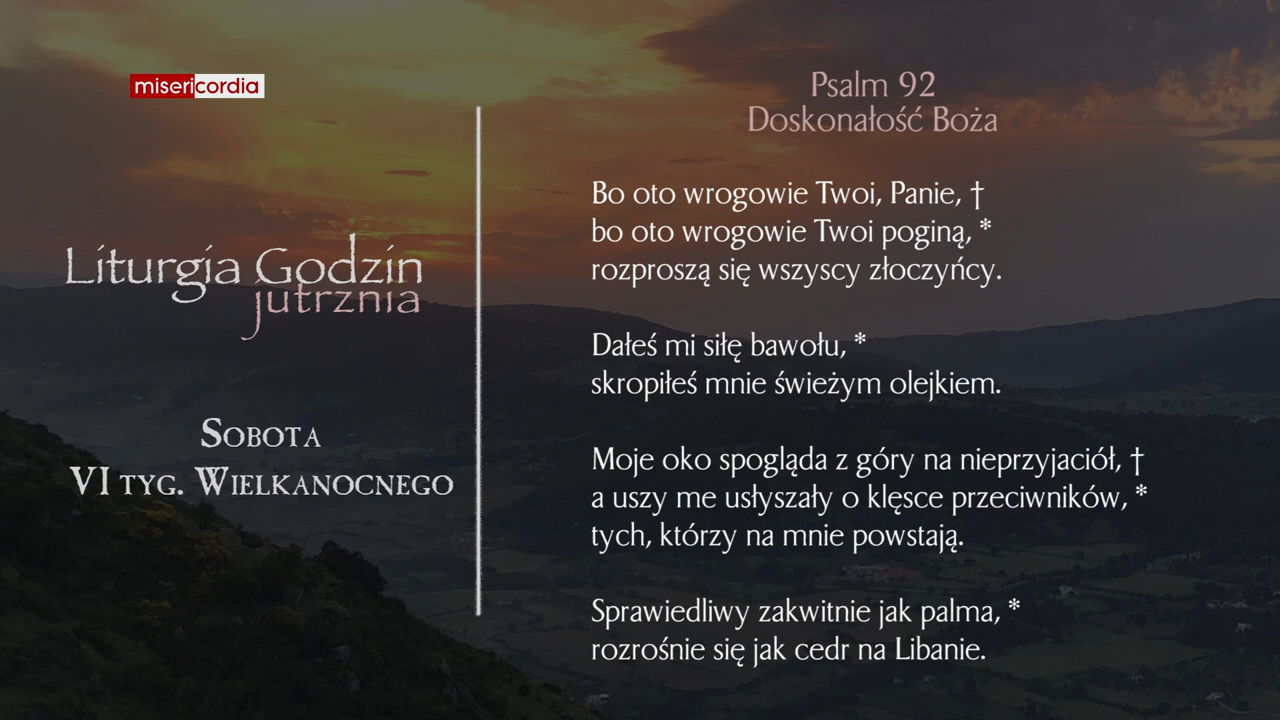 misericordia
Liturgia Godzin
jutrznia
Sobota
VI tyg. Wielkanocnego
Psalm 92
Doskonałość Boża
Bo oto wrogowie Twoi, Panie, †
bo oto wrogowie Twoi poginą, *
rozproszą się wszyscy złoczyńcy.
Dałeś mi siłę bawołu, *
skropiłeś mnie świeżym olejkiem.
Moje oko spogląda z góry na nieprzyjaciół, †
a uszy me usłyszały o klęsce przeciwników, *
tych, którzy na mnie powstają.
Sprawiedliwy zakwitnie jak palma, *
rozrośnie się jak cedr na Libanie.